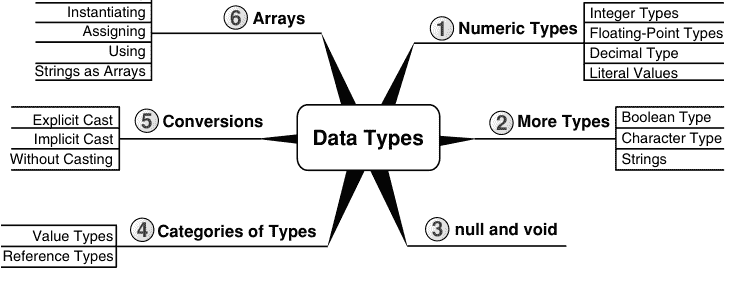 Data Types
1 Numeric Types
Integer Types
Floating-Point Types
Decimal Type
Literal Values
2 More Types
Boolean Type
Character Type
Strings
3 null and void
4 Categories of Types
Value Types
Reference Types
5 Conversions
Explicit Cast
Implicit Cast
Without Casting
6 Arrays
Instantiating
Assigning
Using
Strings as Arrays